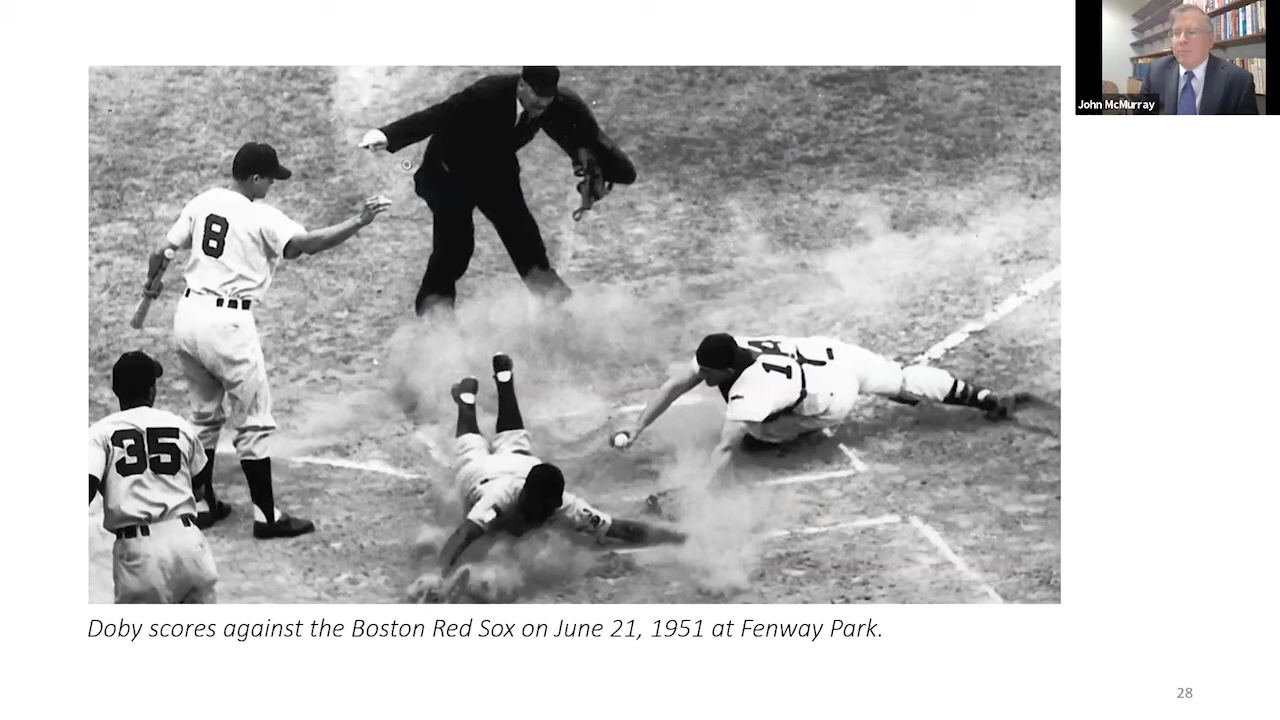 John McMurray
8
35
14
Doby scores against the Boston Red Sox on June 21, 1951 at Fenway Park.
28